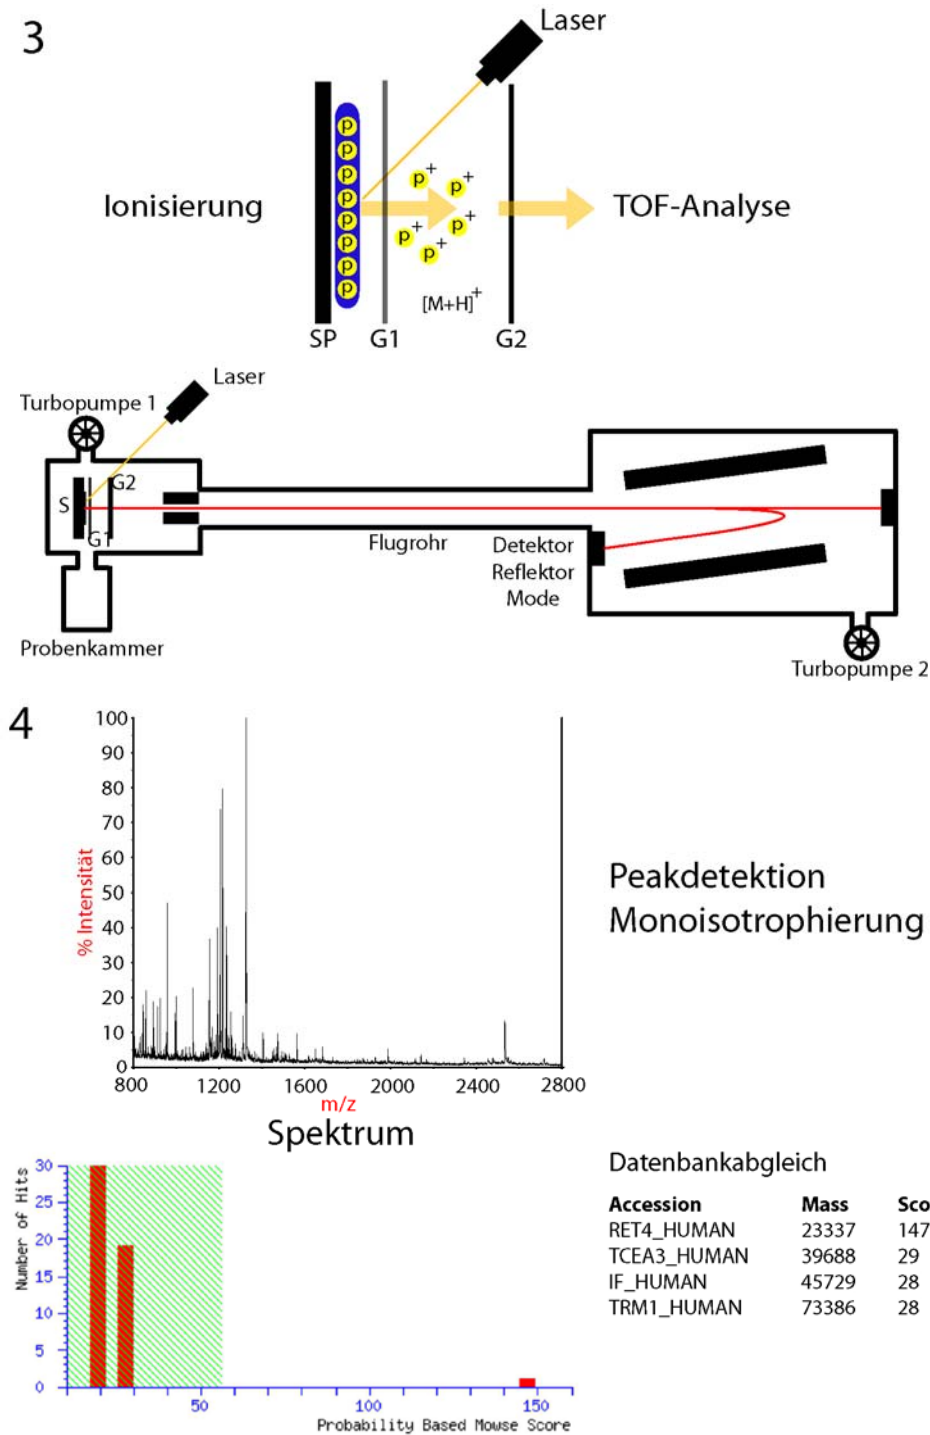 3
Laser
p
p
p
p
p
p
p
p
p+
p+
p+
p+
p+
Ionisierung
TOF-Analyse
[M+H]+
SP
G1
G2
Laser
Turbopumpe 1
G2
S
G1
Flugrohr
Detektor
Reflektor
Mode
Probenkammer
Turbopumpe 2
4
100
90
80
70
60
50
40
30
20
10
0
% Intensität
800
1200
1600
2000
2400
2800
m/z
Spektrum
Peakdetektion
Monoisotrophierung
Number of Hits
30
25
20
15
10
5
0
50
100
150
Probability Based Mowse Score
Datenbankabgleich
Accession Mass Sco
RET4_HUMAN 23337 147
TCEA3_HUMAN 39688 29
IF_HUMAN 45729 28
TRM1_HUMAN 73386 28